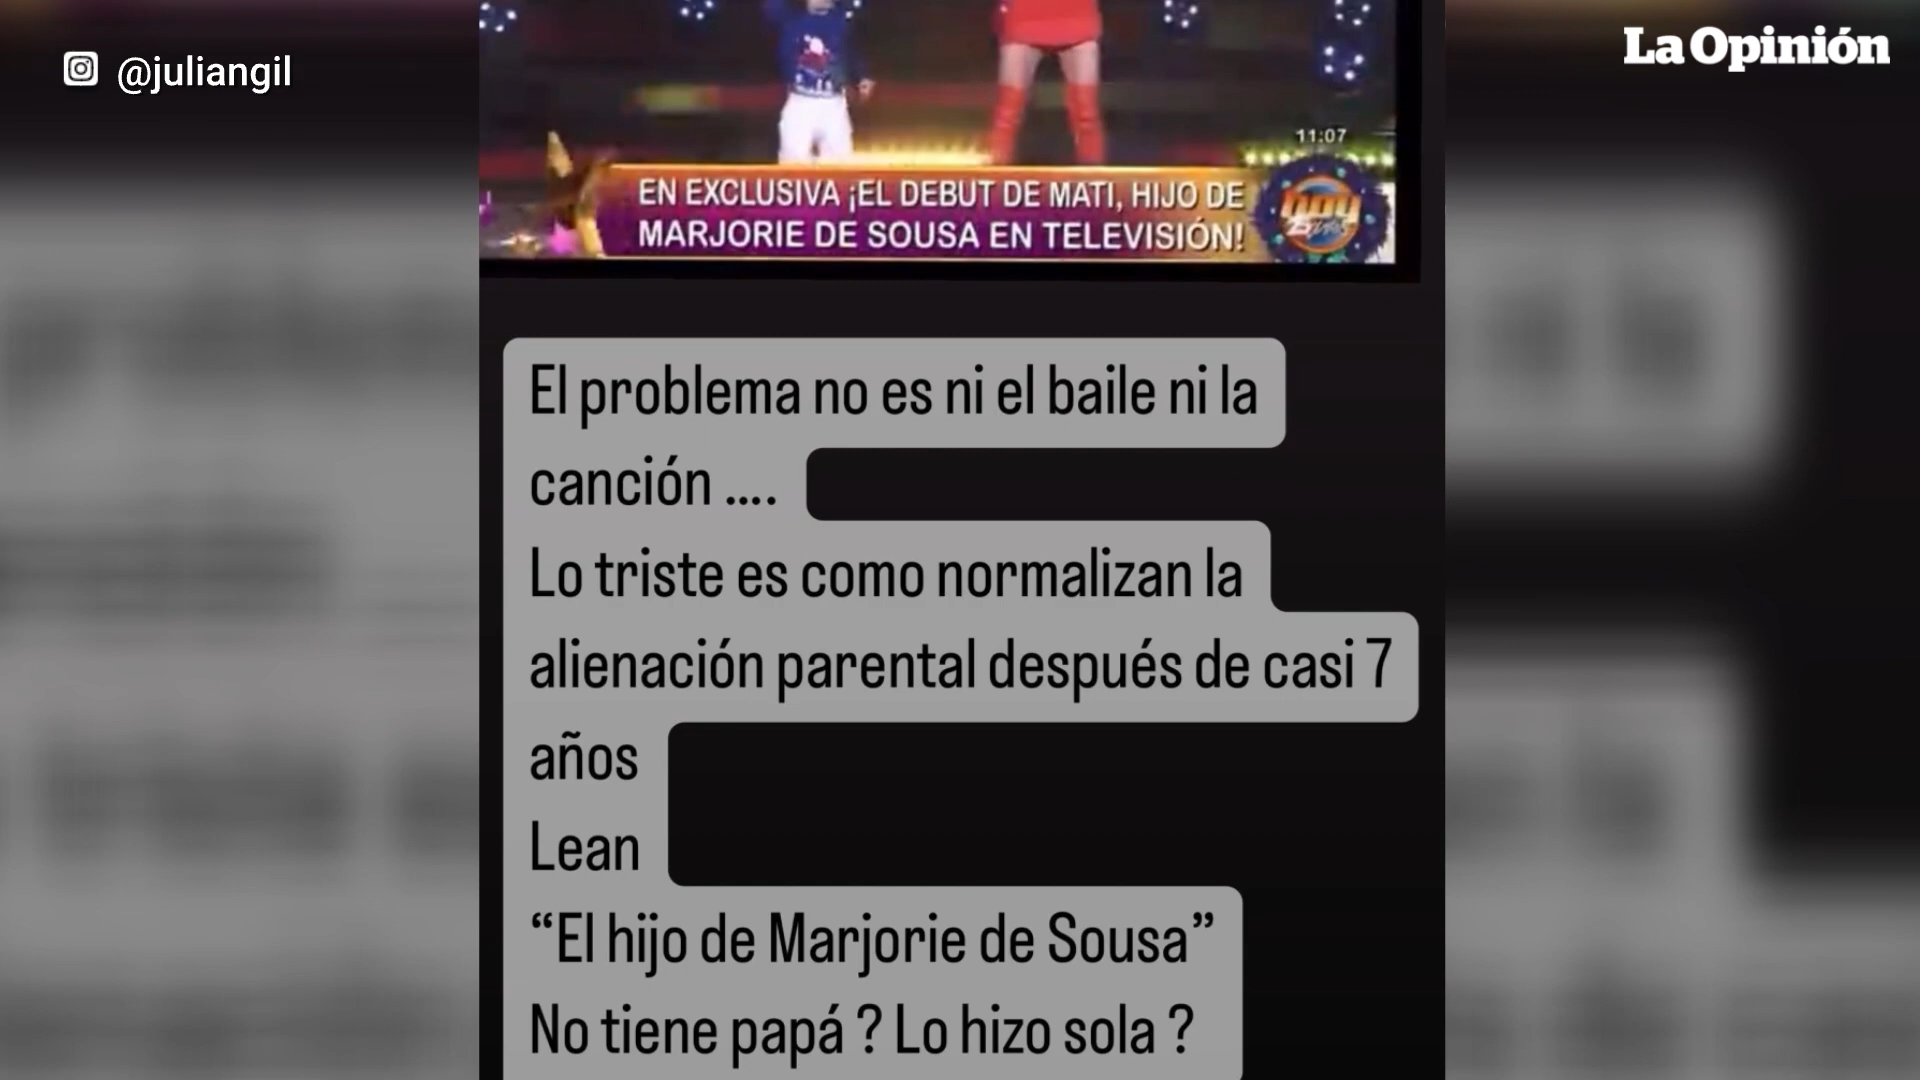 @juliangil
La Opinión
11:07
EN EXCLUSIVA ¡EL DEBUT DE MATI, HIJO DE
MARJORIE DE SOUSA EN TELEVISIÓN!
hoy
El problema no es ni el baile ni la
canción ....
Lo triste es como normalizan la
alienación parental después de casi 7
años
Lean
“El hijo de Marjorie de Sousa”
No tiene papá ? Lo hizo sola ?